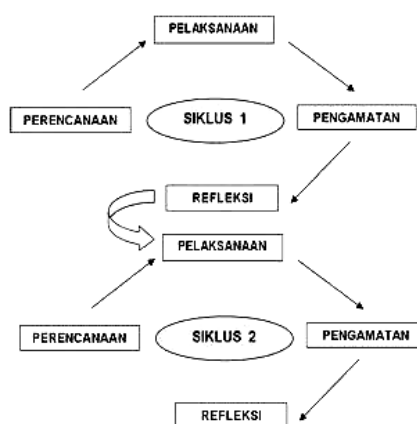 PELAKSANAAN
PERENCANAAN
SIKLUS 1
PENGAMATAN
REFLEKSI
PELAKSANAAN
PERENCANAAN
SIKLUS 2
PENGAMATAN
REFLEKSI